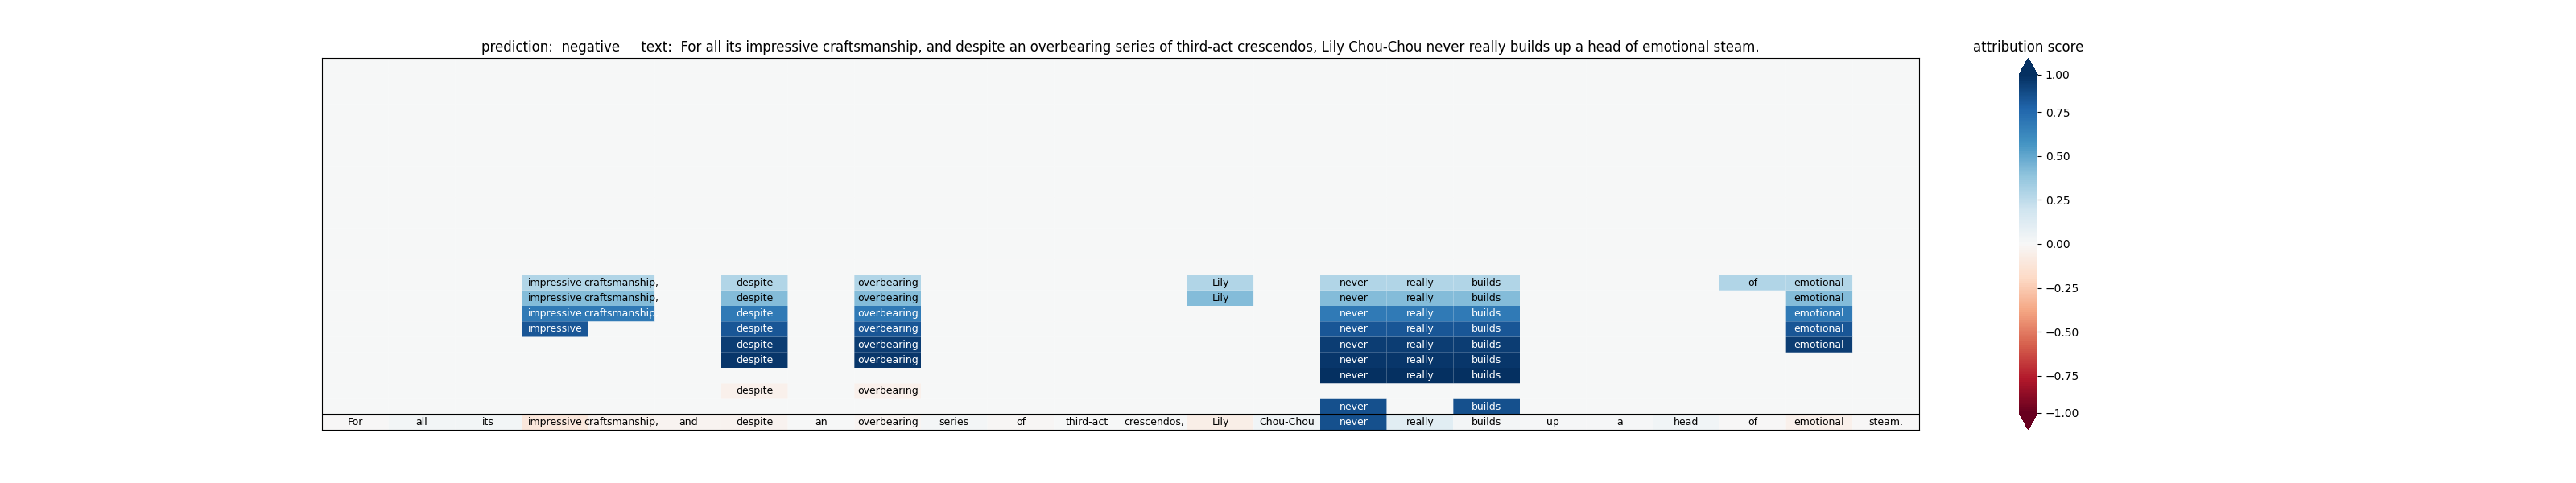 prediction:  negative     text:  For all its impressive craftsmanship, and despite an overbearing series of third-act crescendos, Lily Chou-Chou never really builds up a head of emotional steam.
attribution score
1.00
0.75
0.50
0.25
0.00
−0.25
−0.50
−0.75
−1.00
impressive craftsmanship, despite overbearing Lily never really builds of emotional
impressive craftsmanship, despite overbearing Lily never really builds emotional
impressive craftsmanship, despite overbearing never really builds emotional
impressive despite overbearing never really builds emotional
despite overbearing never really builds emotional
despite overbearing never really builds
never really builds
despite overbearing
never builds
For all its impressive craftsmanship, and despite an overbearing series of third-act crescendos, Lily Chou-Chou never really builds up a head of emotional steam.